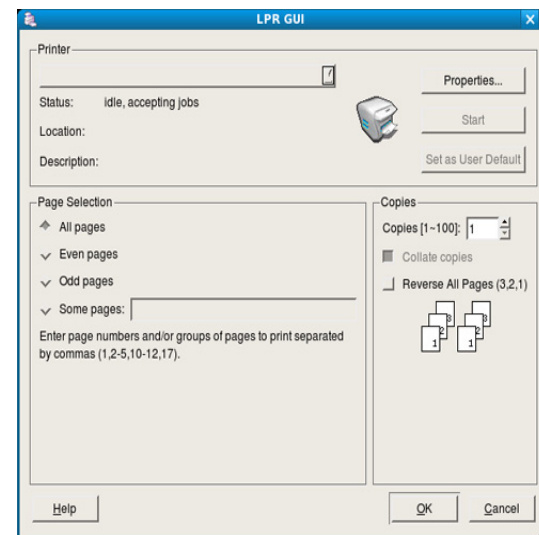 LPR GUI
Printer
Properties...
Status: idle, accepting jobs
Start
Location:
Set as User Default
Description:
Page Selection
All pages
Even pages
Odd pages
Some pages:
Enter page numbers and/or groups of pages to print separated
by commas (1,2-5,10-12,17).
Copies
Copies [1~100]: 1
Collate copies
Reverse All Pages (3,2,1)
3 3
2 2
1 1
Help
OK
Cancel